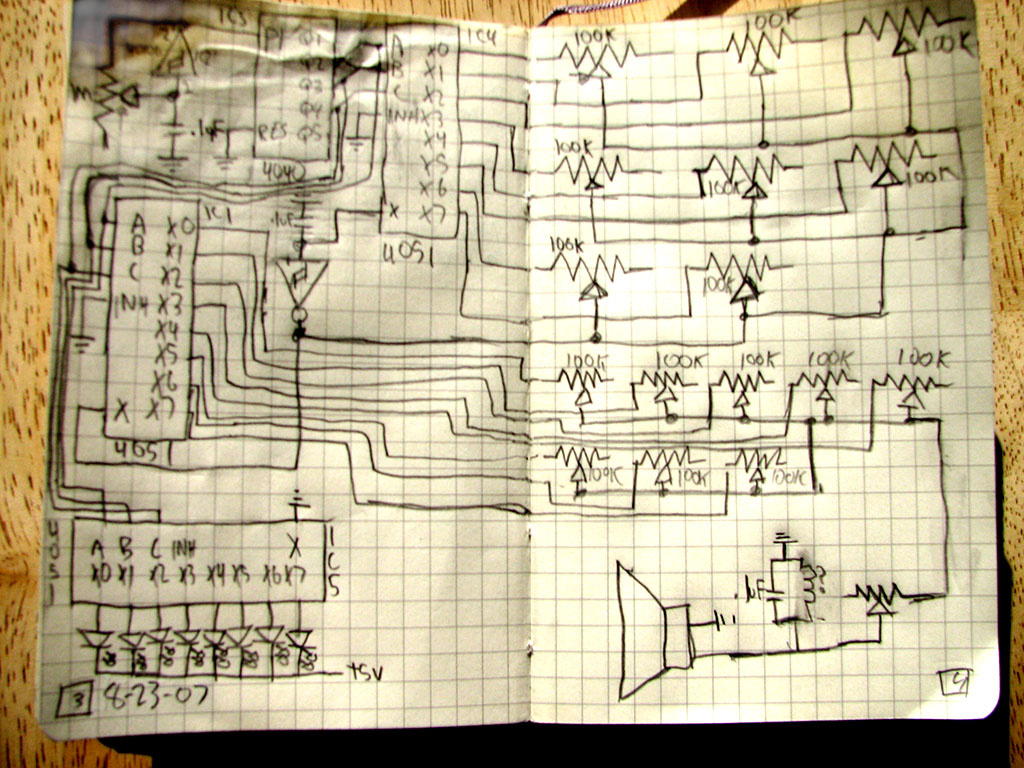 IC3
P1 Q1
Q2
Q3
Q4
RES Q5
4040
.1uF
A X0
B X1
C X2
INH X3
X4
X5
X6
X X7
IC4
4051
.1uF
IC1
A X0
B X1
C X2
INH X3
X4
X5
X6
X X7
4051
4051
A B C INH X
X0 X1 X2 X3 X4 X5 X6 X7
IC5
+5V
3 8-23-07
100K 100K 100K
100K 100K 100K
100K 100K
100K 100K 100K 100K 100K
100K 100K 100K
.1uF ?
4